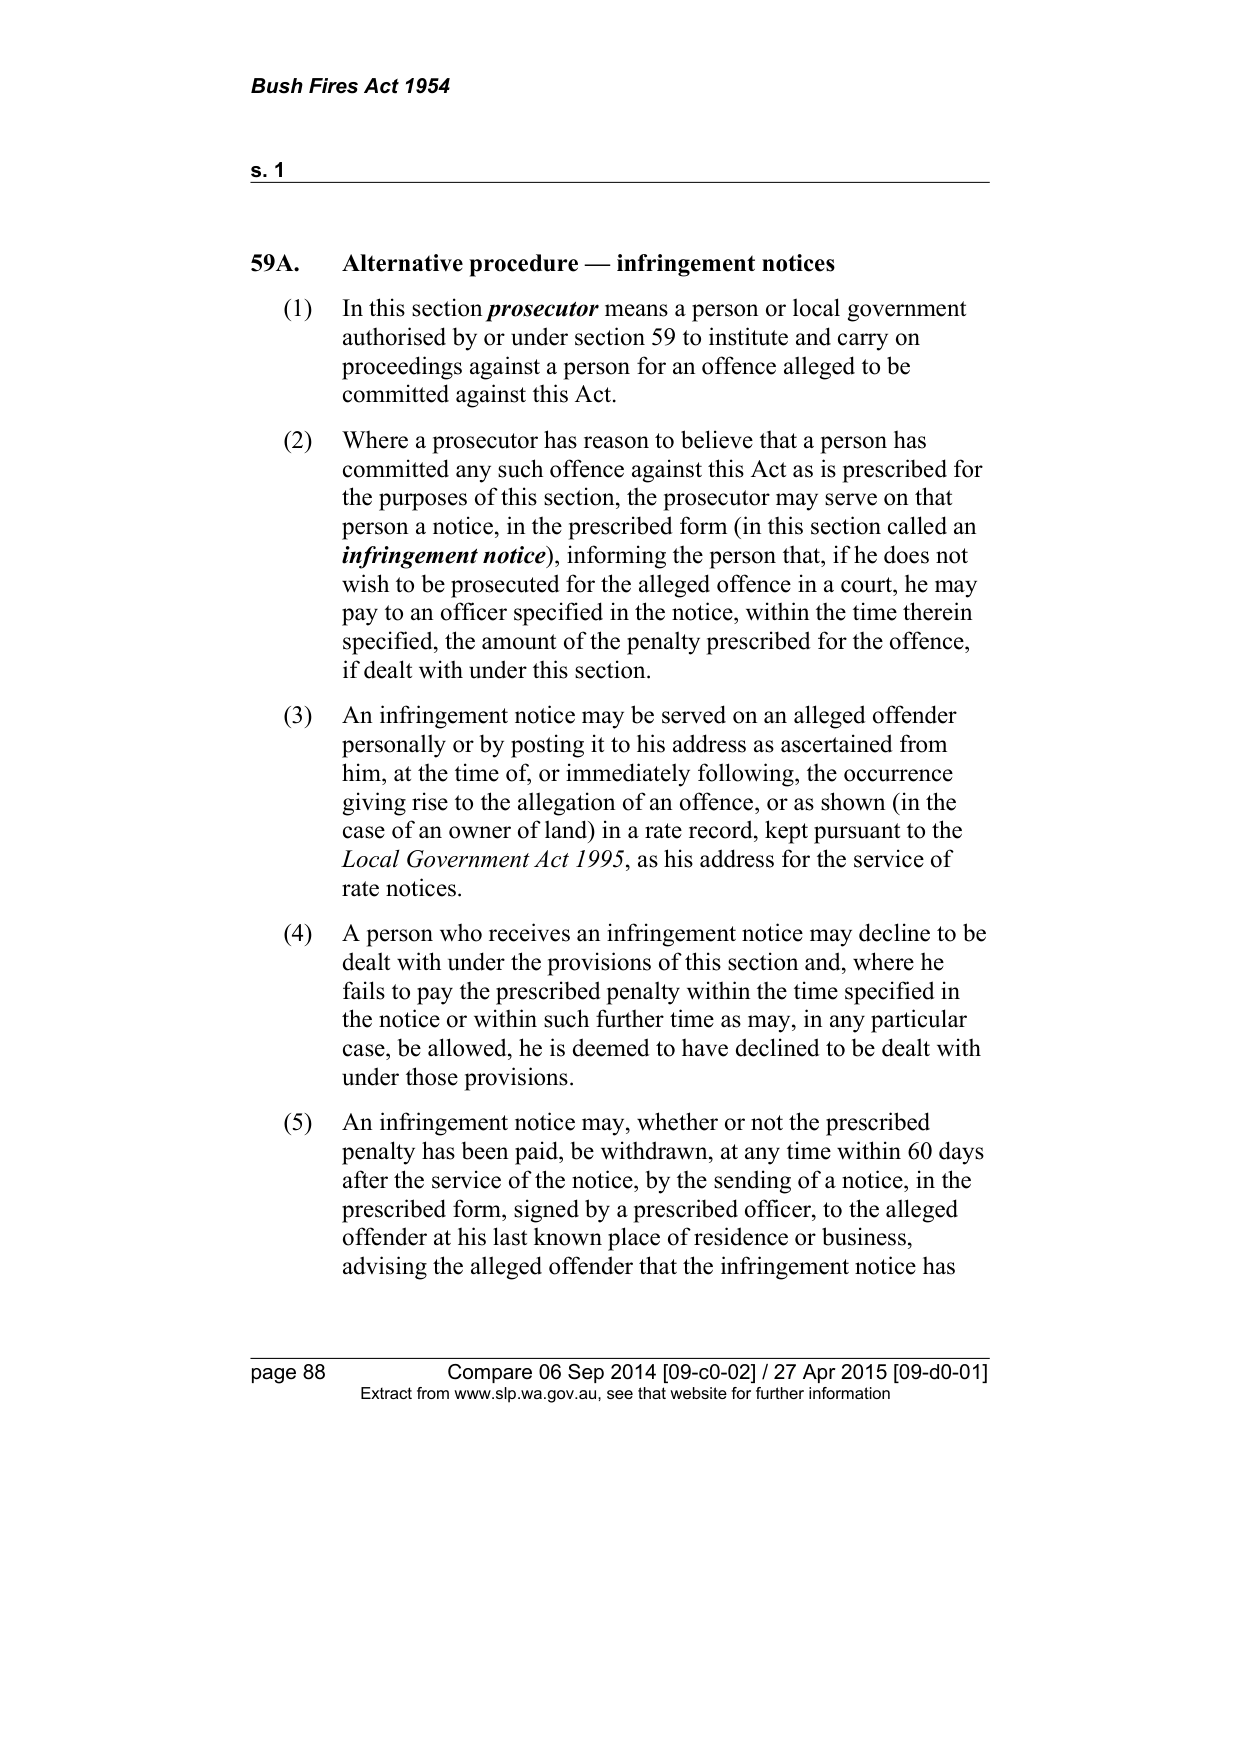 Bush Fires Act 1954
s. 1
59A. Alternative procedure — infringement notices
(1) In this section prosecutor means a person or local government
authorised by or under section 59 to institute and carry on
proceedings against a person for an offence alleged to be
committed against this Act.
(2) Where a prosecutor has reason to believe that a person has
committed any such offence against this Act as is prescribed for
the purposes of this section, the prosecutor may serve on that
person a notice, in the prescribed form (in this section called an
infringement notice), informing the person that, if he does not
wish to be prosecuted for the alleged offence in a court, he may
pay to an officer specified in the notice, within the time therein
specified, the amount of the penalty prescribed for the offence,
if dealt with under this section.
(3) An infringement notice may be served on an alleged offender
personally or by posting it to his address as ascertained from
him, at the time of, or immediately following, the occurrence
giving rise to the allegation of an offence, or as shown (in the
case of an owner of land) in a rate record, kept pursuant to the
Local Government Act 1995, as his address for the service of
rate notices.
(4) A person who receives an infringement notice may decline to be
dealt with under the provisions of this section and, where he
fails to pay the prescribed penalty within the time specified in
the notice or within such further time as may, in any particular
case, be allowed, he is deemed to have declined to be dealt with
under those provisions.
(5) An infringement notice may, whether or not the prescribed
penalty has been paid, be withdrawn, at any time within 60 days
after the service of the notice, by the sending of a notice, in the
prescribed form, signed by a prescribed officer, to the alleged
offender at his last known place of residence or business,
advising the alleged offender that the infringement notice has
page 88 Compare 06 Sep 2014 [09-c0-02] / 27 Apr 2015 [09-d0-01]
Extract from www.slp.wa.gov.au, see that website for further information